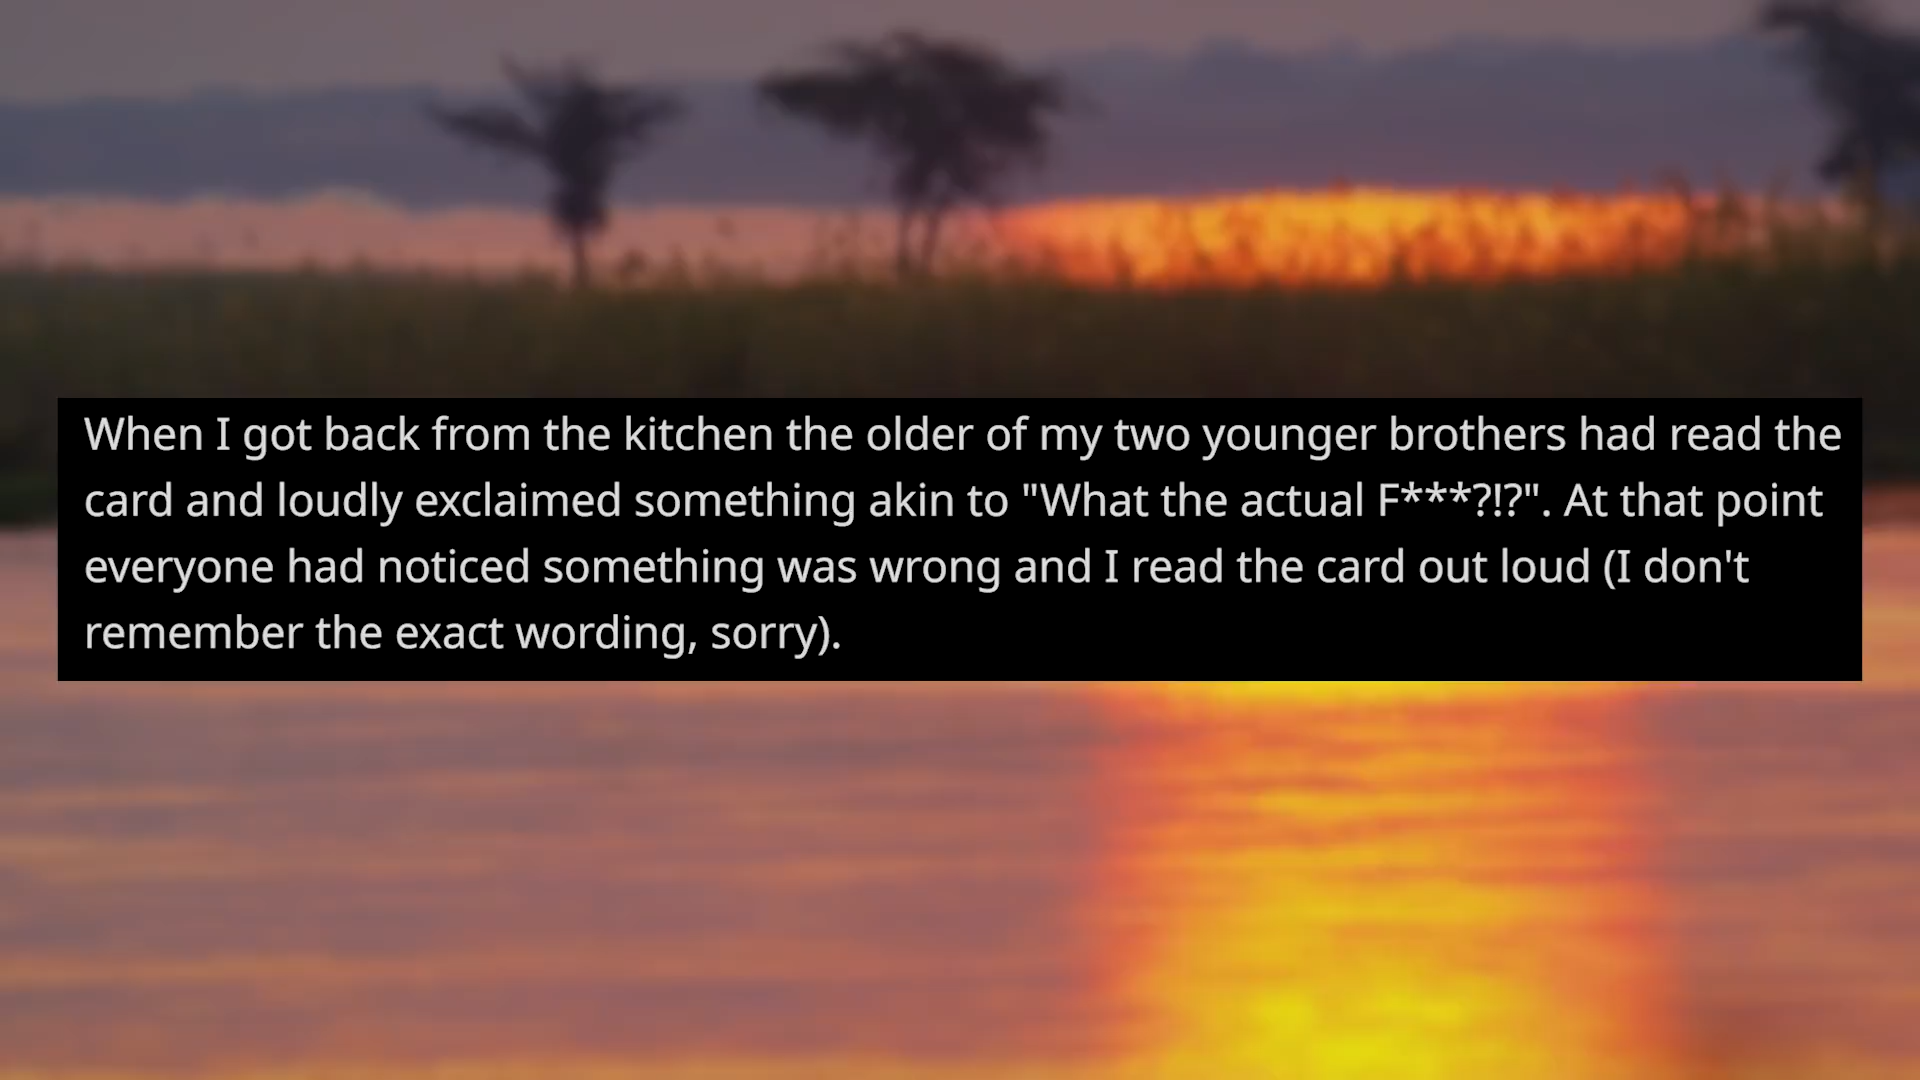 When I got back from the kitchen the older of my two younger brothers had read the
card and loudly exclaimed something akin to "What the actual F***?!?". At that point
everyone had noticed something was wrong and I read the card out loud (I don't
remember the exact wording, sorry).